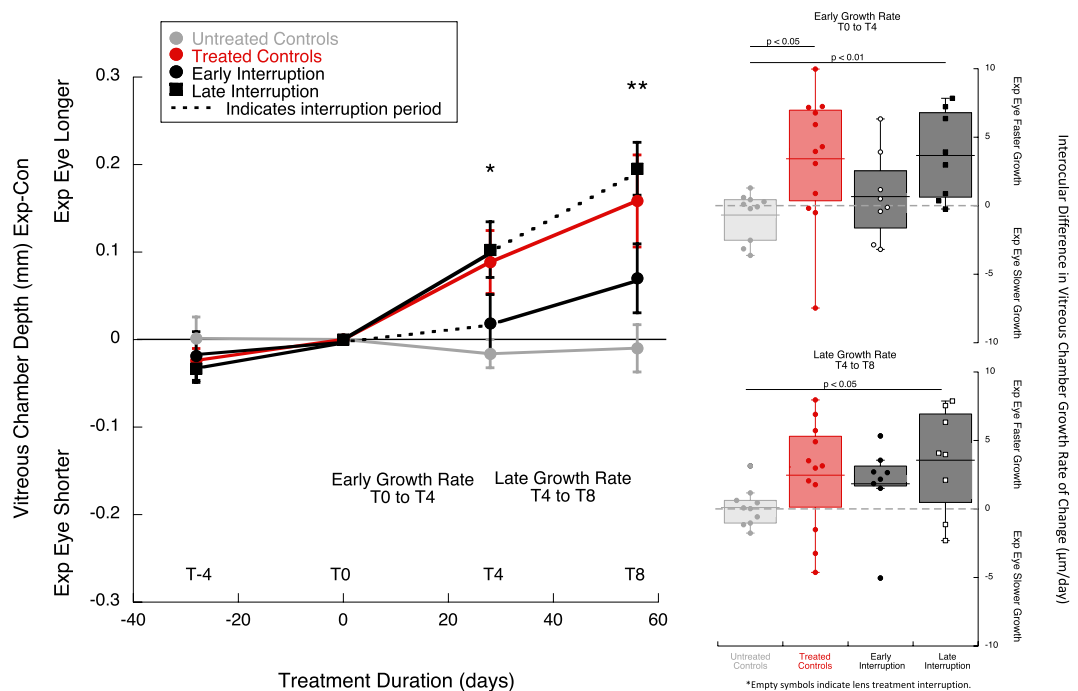 Untreated Controls
Treated Controls
Early Interruption
Late Interruption
Indicates interruption period
Vitreous Chamber Depth (mm) Exp-Con
Exp Eye Longer
Exp Eye Shorter
0.3
0.2
0.1
0
-0.1
-0.2
-0.3
*
**
Early Growth Rate
T0 to T4
Late Growth Rate
T4 to T8
T-4
T0
T4
T8
-40
-20
0
20
40
60
Treatment Duration (days)
Early Growth Rate
T0 to T4
p < 0.05
p < 0.01
10
5
0
-5
-10
Exp Eye Faster Growth
Exp Eye Slower Growth
Late Growth Rate
T4 to T8
p < 0.05
10
5
0
-5
-10
Exp Eye Faster Growth
Exp Eye Slower Growth
Interocular Difference in Vitreous Chamber Growth Rate of Change (µm/day)
Untreated
Controls
Treated
Controls
Early
Interruption
Late
Interruption
*Empty symbols indicate lens treatment interruption.